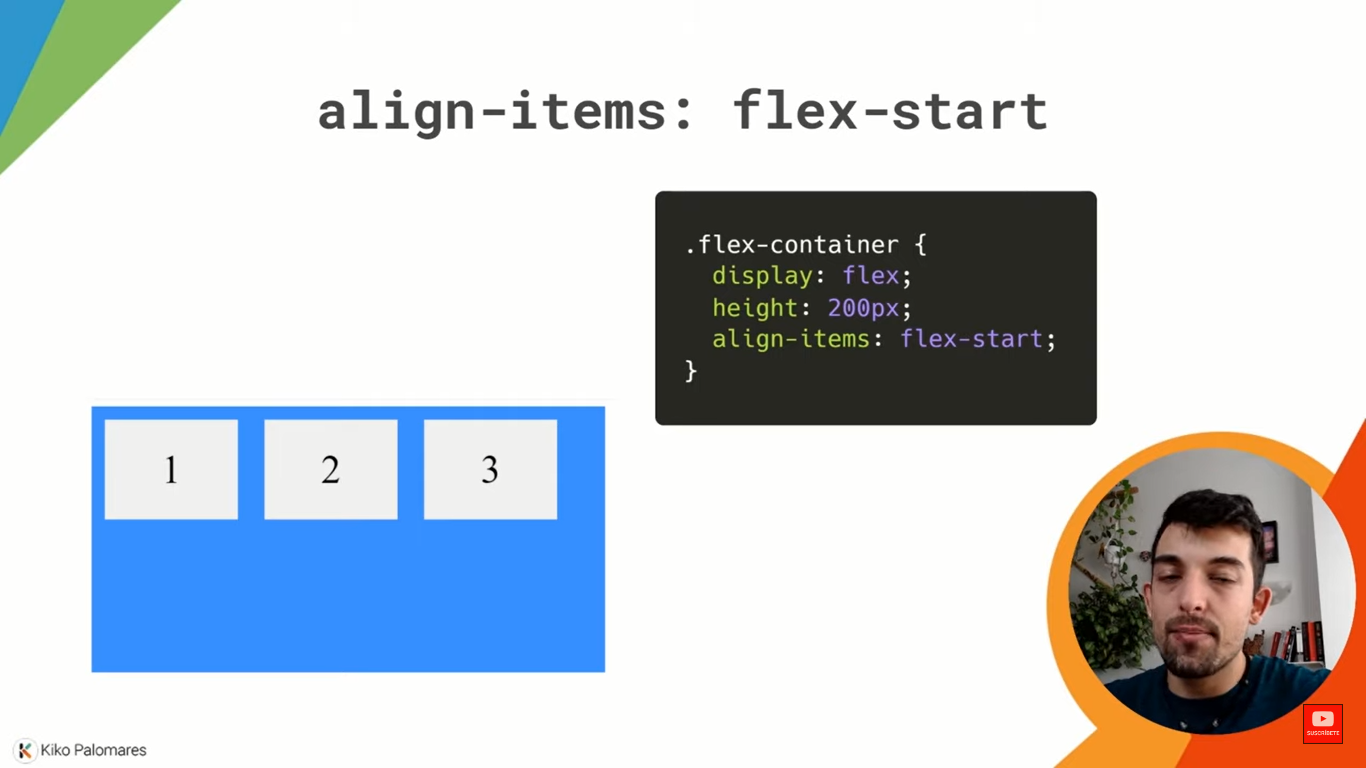 align-items: flex-start
.flex-container {
display: flex;
height: 200px;
align-items: flex-start;
}
1 2 3
SUSCRÍBETE
Kiko Palomares